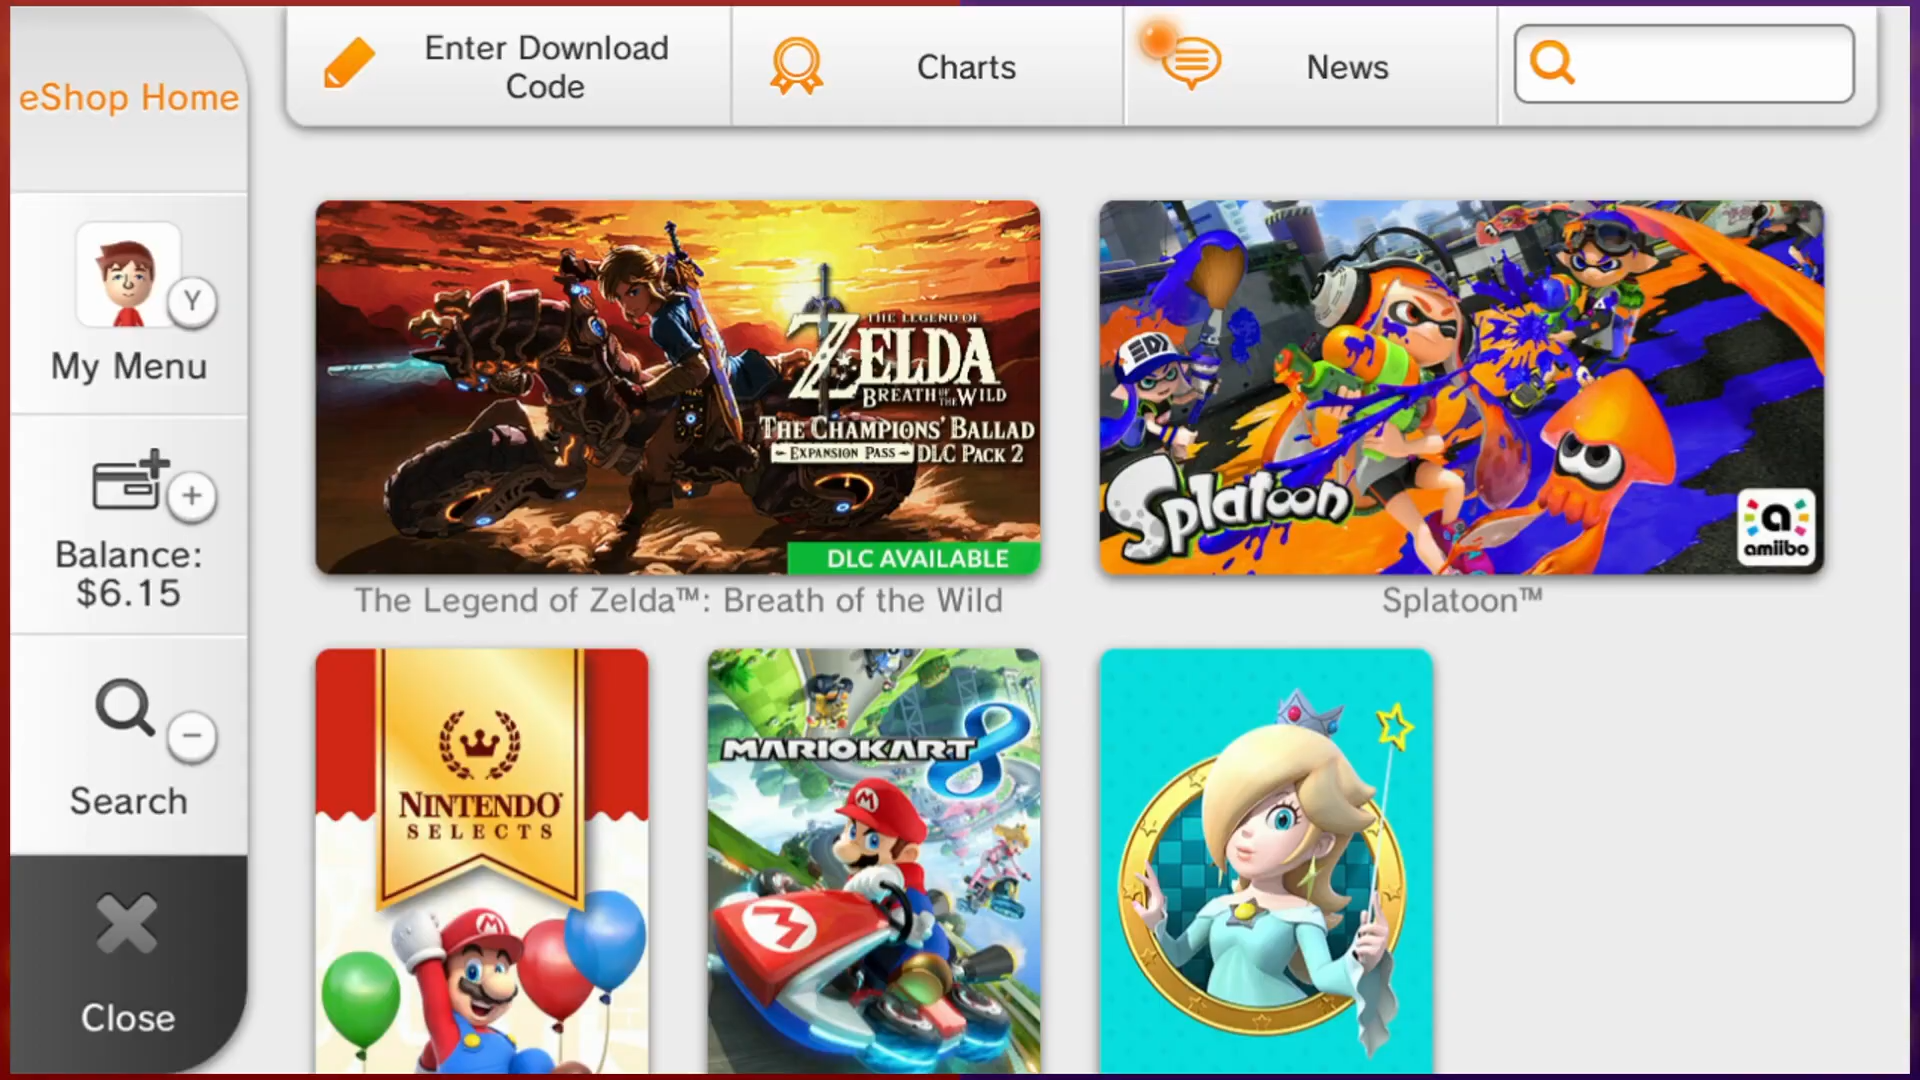 eShop Home
Enter Download
Code
Charts
News
Y
My Menu
+
Balance:
$6.15
−
Search
Close
THE LEGEND OF
ZELDA
BREATH OF THE WILD
THE CHAMPIONS' BALLAD
EXPANSION PASS DLC PACK 2
DLC AVAILABLE
The Legend of Zelda™: Breath of the Wild
Splatoon
a
amiibo
Splatoon™
NINTENDO
SELECTS
M
MARIOKART 8
M
M